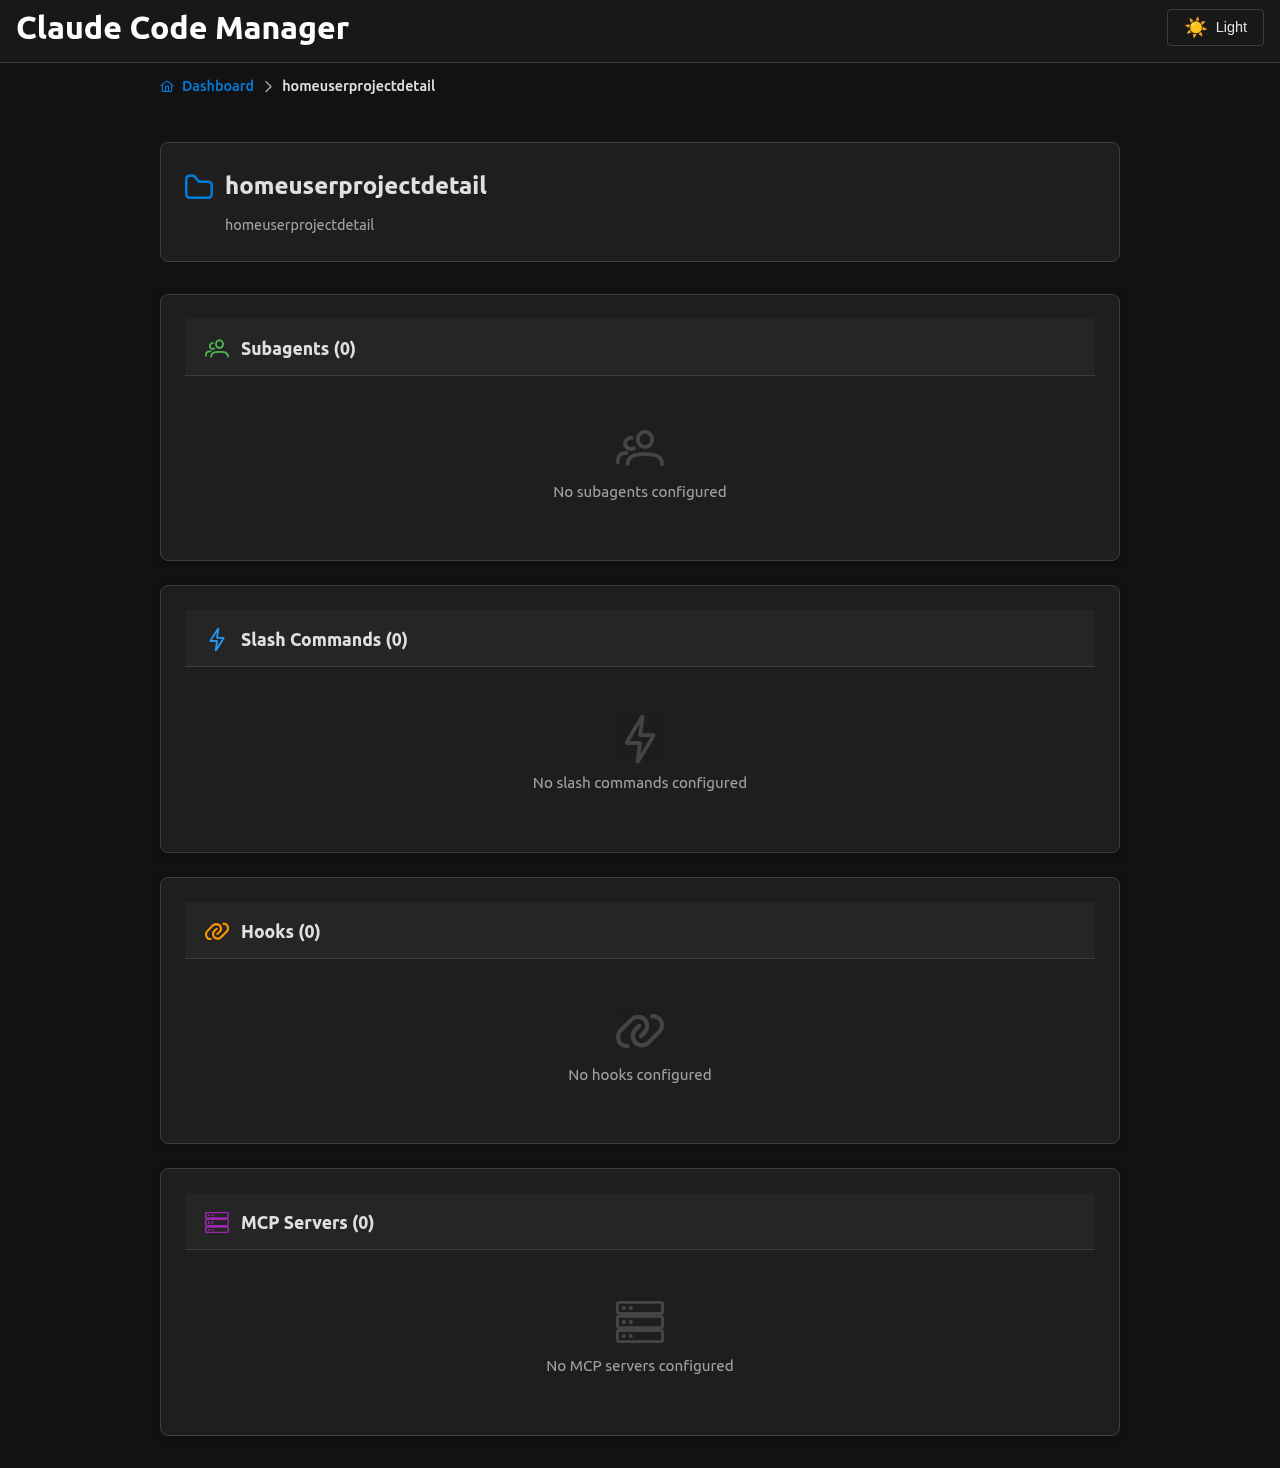 Claude Code Manager
Light
Dashboard
homeuserprojectdetail
homeuserprojectdetail
homeuserprojectdetail
Subagents (0)
No subagents configured
Slash Commands (0)
No slash commands configured
Hooks (0)
No hooks configured
MCP Servers (0)
No MCP servers configured